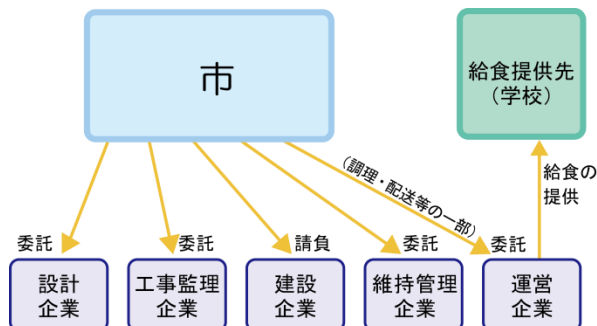 市
給食提供先
（学校）
（調理・配送等の一部）
給食の
提供
委託
委託
請負
委託
委託
設計
企業
工事監理
企業
建設
企業
維持管理
企業
運営
企業